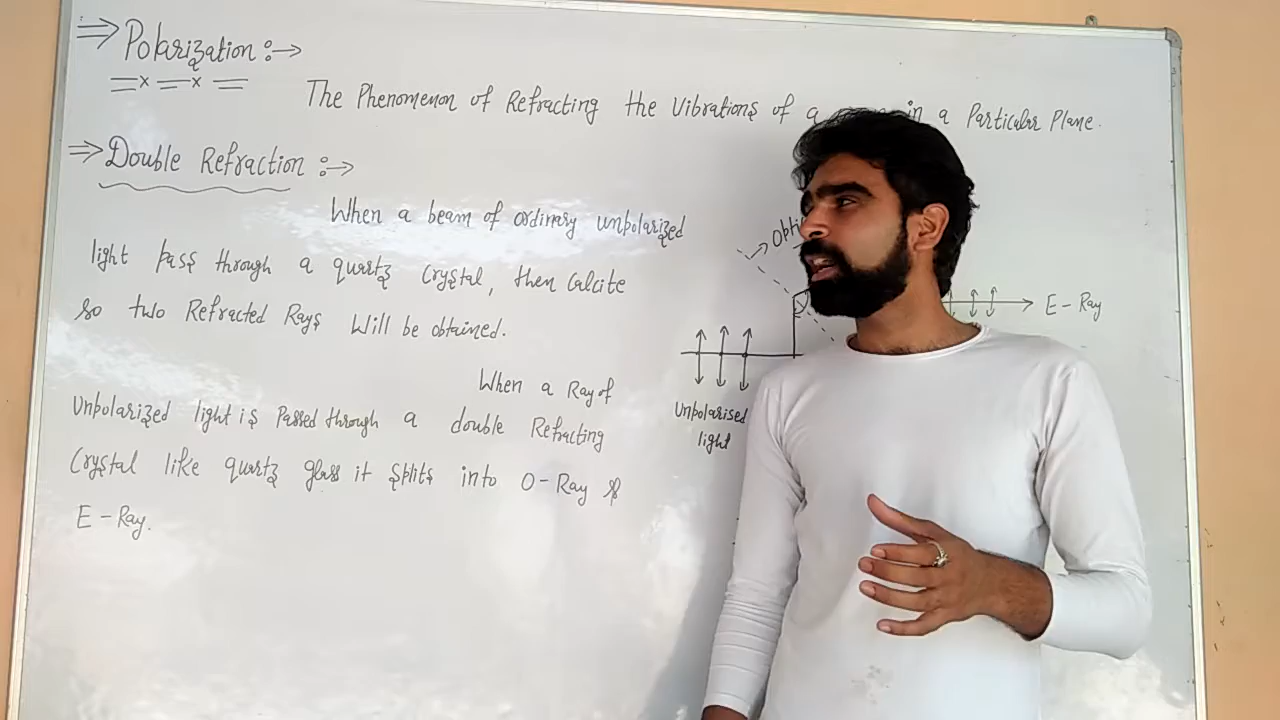 ⇒ Polarization :→
The Phenomenon of Refracting the Vibrations of a in a Particular Plane.
⇒ Double Refraction :→
When a beam of ordinary unpolarized
light pass through a quartz Crystal, then Calcite
so two Refracted Rays Will be obtained.
When a Ray of
Unpolarized light is Passed through a double Refracting
Crystal like quartz glass it splits into O-Ray &
E-Ray.
E-Ray
Unpolarised
light